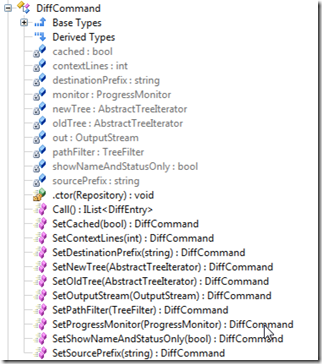 DiffCommand
Base Types
Derived Types
cached : bool
contextLines : int
destinationPrefix : string
monitor : ProgressMonitor
newTree : AbstractTreeIterator
oldTree : AbstractTreeIterator
out : OutputStream
pathFilter : TreeFilter
showNameAndStatusOnly : bool
sourcePrefix : string
.ctor(Repository) : void
Call() : IList<DiffEntry>
SetCached(bool) : DiffCommand
SetContextLines(int) : DiffCommand
SetDestinationPrefix(string) : DiffCommand
SetNewTree(AbstractTreeIterator) : DiffCommand
SetOldTree(AbstractTreeIterator) : DiffCommand
SetOutputStream(OutputStream) : DiffCommand
SetPathFilter(TreeFilter) : DiffCommand
SetProgressMonitor(ProgressMonitor) : DiffCommand
SetShowNameAndStatusOnly(bool) : DiffCommand
SetSourcePrefix(string) : DiffCommand